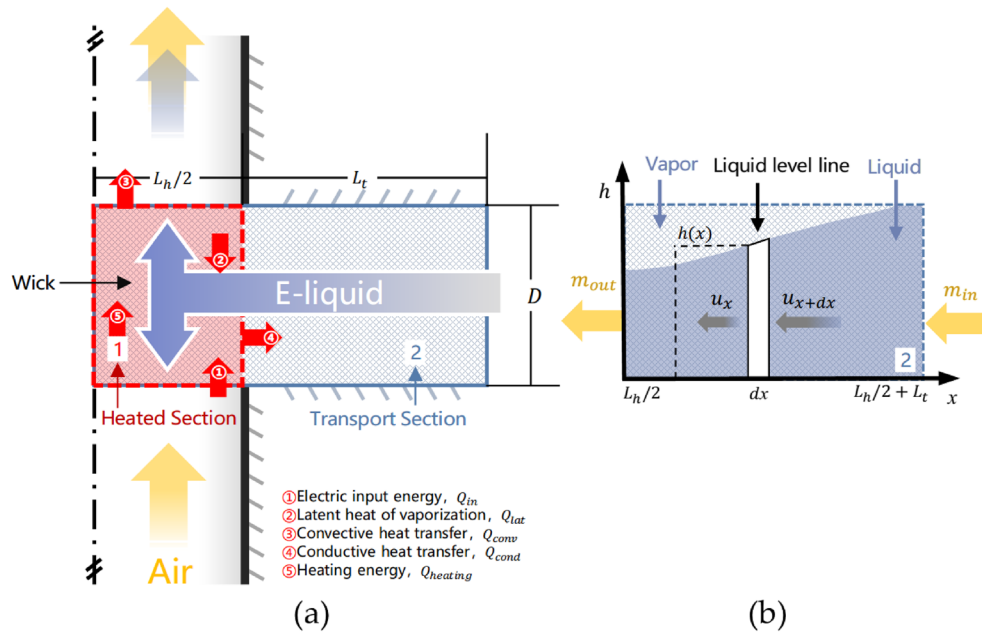 L_h/2
L_t
③
②
Wick
E-liquid
D
⑤
④
1
2
①
Heated Section
Transport Section
①Electric input energy, Q_in
②Latent heat of vaporization, Q_lat
③Convective heat transfer, Q_conv
④Conductive heat transfer, Q_cond
⑤Heating energy, Q_heating
Air
(a)
Vapor
Liquid level line
Liquid
h
h(x)
m_out
u_x
u_{x+dx}
m_in
2
L_h/2
dx
L_h/2 + L_t
x
(b)